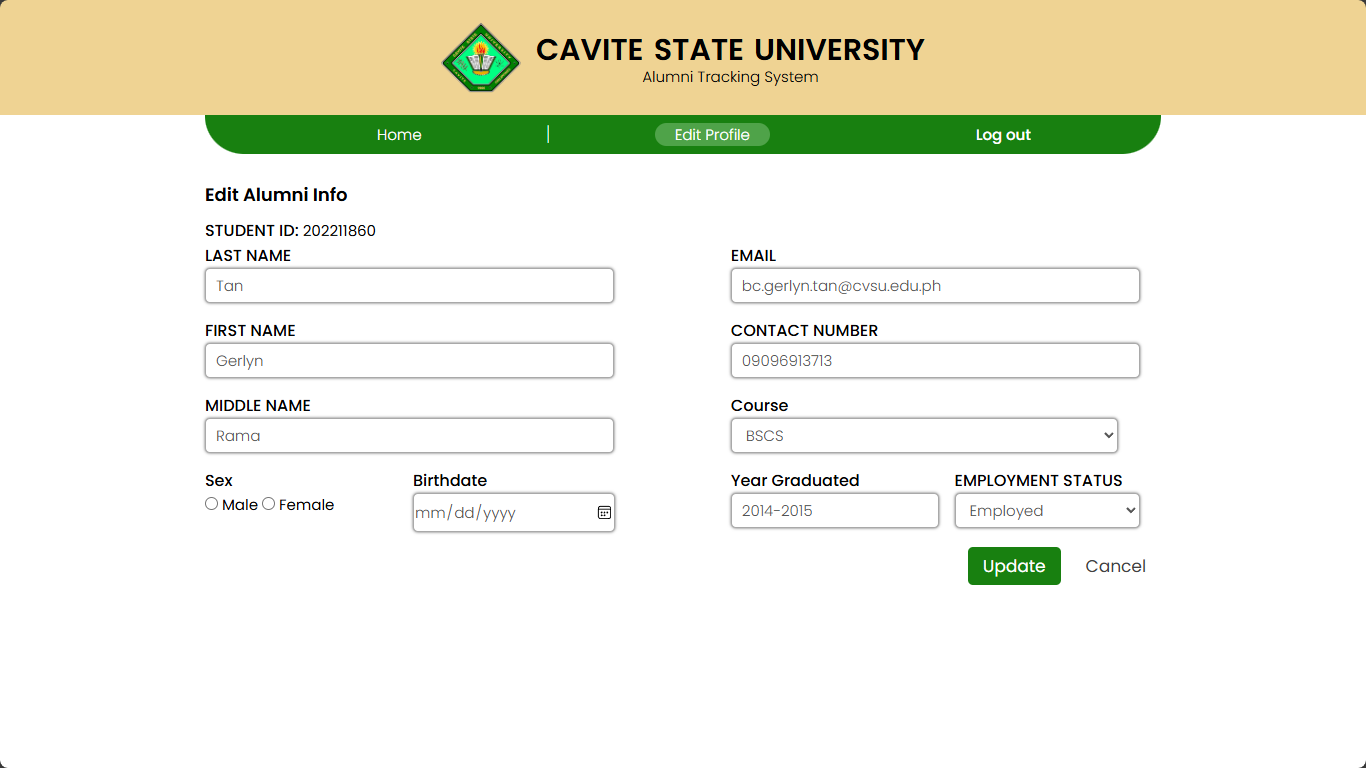 CAVITE STATE UNIVERSITY
Alumni Tracking System
Home | Edit Profile Log out
Edit Alumni Info
STUDENT ID: 202211860
LAST NAME
Tan
EMAIL
bc.gerlyn.tan@cvsu.edu.ph
FIRST NAME
Gerlyn
CONTACT NUMBER
09096913713
MIDDLE NAME
Rama
Course
BSCS
Sex
Male Female
Birthdate
mm/dd/yyyy
Year Graduated
2014-2015
EMPLOYMENT STATUS
Employed
Update Cancel